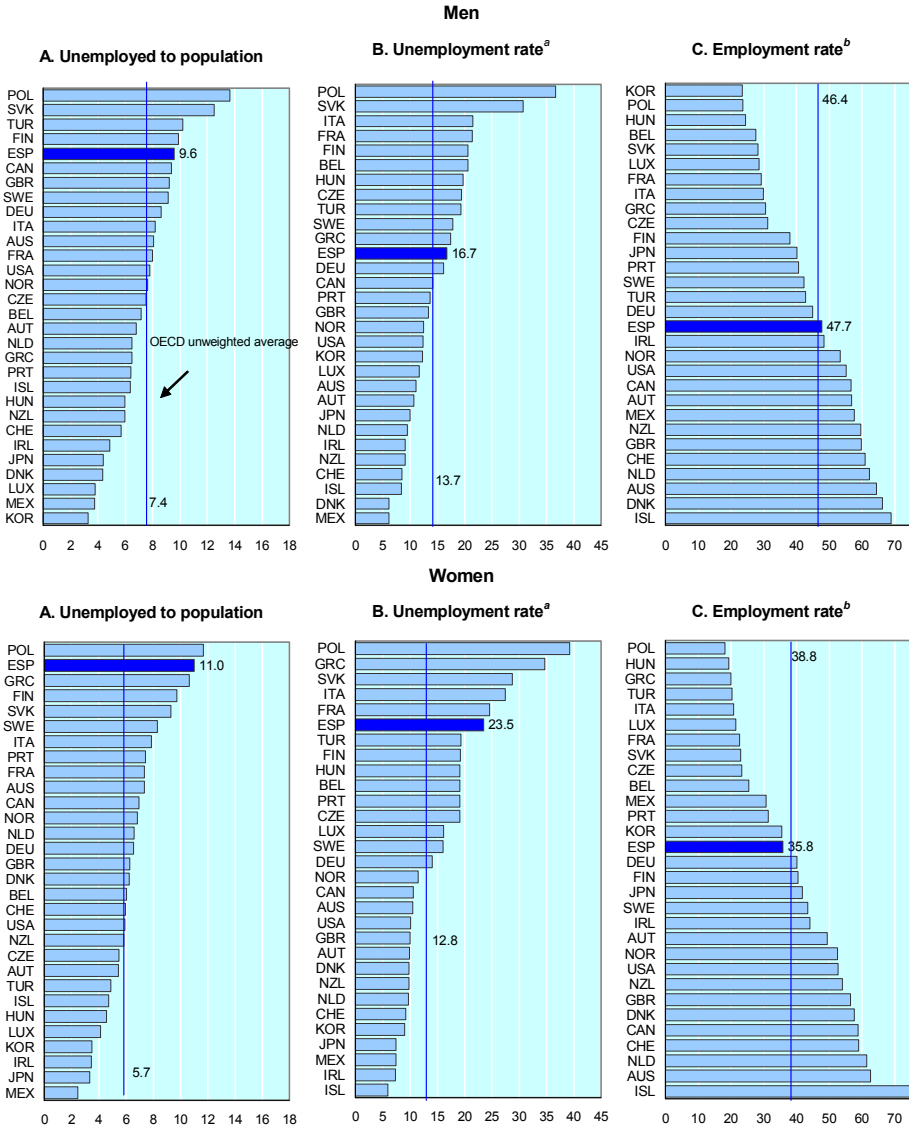 Men
A. Unemployed to population
POL
SVK
TUR
FIN
ESP 9.6
CAN
GBR
SWE
DEU
ITA
AUS
FRA
USA
NOR
CZE
BEL
AUT
NLD OECD unweighted average
GRC
PRT
ISL
HUN
NZL
CHE
IRL
JPN
DNK
LUX
MEX 7.4
KOR
0 2 4 6 8 10 12 14 16 18
B. Unemployment rate a
POL
SVK
ITA
FRA
FIN
BEL
HUN
CZE
TUR
SWE
GRC
ESP 16.7
DEU
CAN
PRT
GBR
NOR
USA
KOR
LUX
AUS
AUT
JPN
NLD
IRL
NZL
CHE 13.7
ISL
DNK
MEX
0 5 10 15 20 25 30 35 40 45
C. Employment rate b
KOR 46.4
POL
HUN
BEL
SVK
LUX
FRA
ITA
GRC
CZE
FIN
JPN
PRT
SWE
TUR
DEU
ESP 47.7
IRL
NOR
USA
CAN
AUT
MEX
NZL
GBR
CHE
NLD
AUS
DNK
ISL
0 10 20 30 40 50 60 70
Women
A. Unemployed to population
POL
ESP 11.0
GRC
FIN
SVK
SWE
ITA
PRT
FRA
AUS
CAN
NOR
NLD
DEU
GBR
DNK
BEL
CHE
USA
NZL
CZE
AUT
TUR
ISL
HUN
LUX
KOR
IRL
JPN 5.7
MEX
0 2 4 6 8 10 12 14 16 18
B. Unemployment rate a
POL
GRC
SVK
ITA
FRA
ESP 23.5
TUR
FIN
HUN
BEL
PRT
CZE
LUX
SWE
DEU
NOR
CAN
AUS
USA
GBR 12.8
AUT
DNK
NZL
NLD
CHE
KOR
JPN
MEX
IRL
ISL
0 5 10 15 20 25 30 35 40 45
C. Employment rate b
POL 38.8
HUN
GRC
TUR
ITA
LUX
FRA
SVK
CZE
BEL
MEX
PRT
KOR
ESP 35.8
DEU
FIN
JPN
SWE
IRL
AUT
NOR
USA
NZL
GBR
DNK
CAN
CHE
NLD
AUS
ISL
0 10 20 30 40 50 60 70